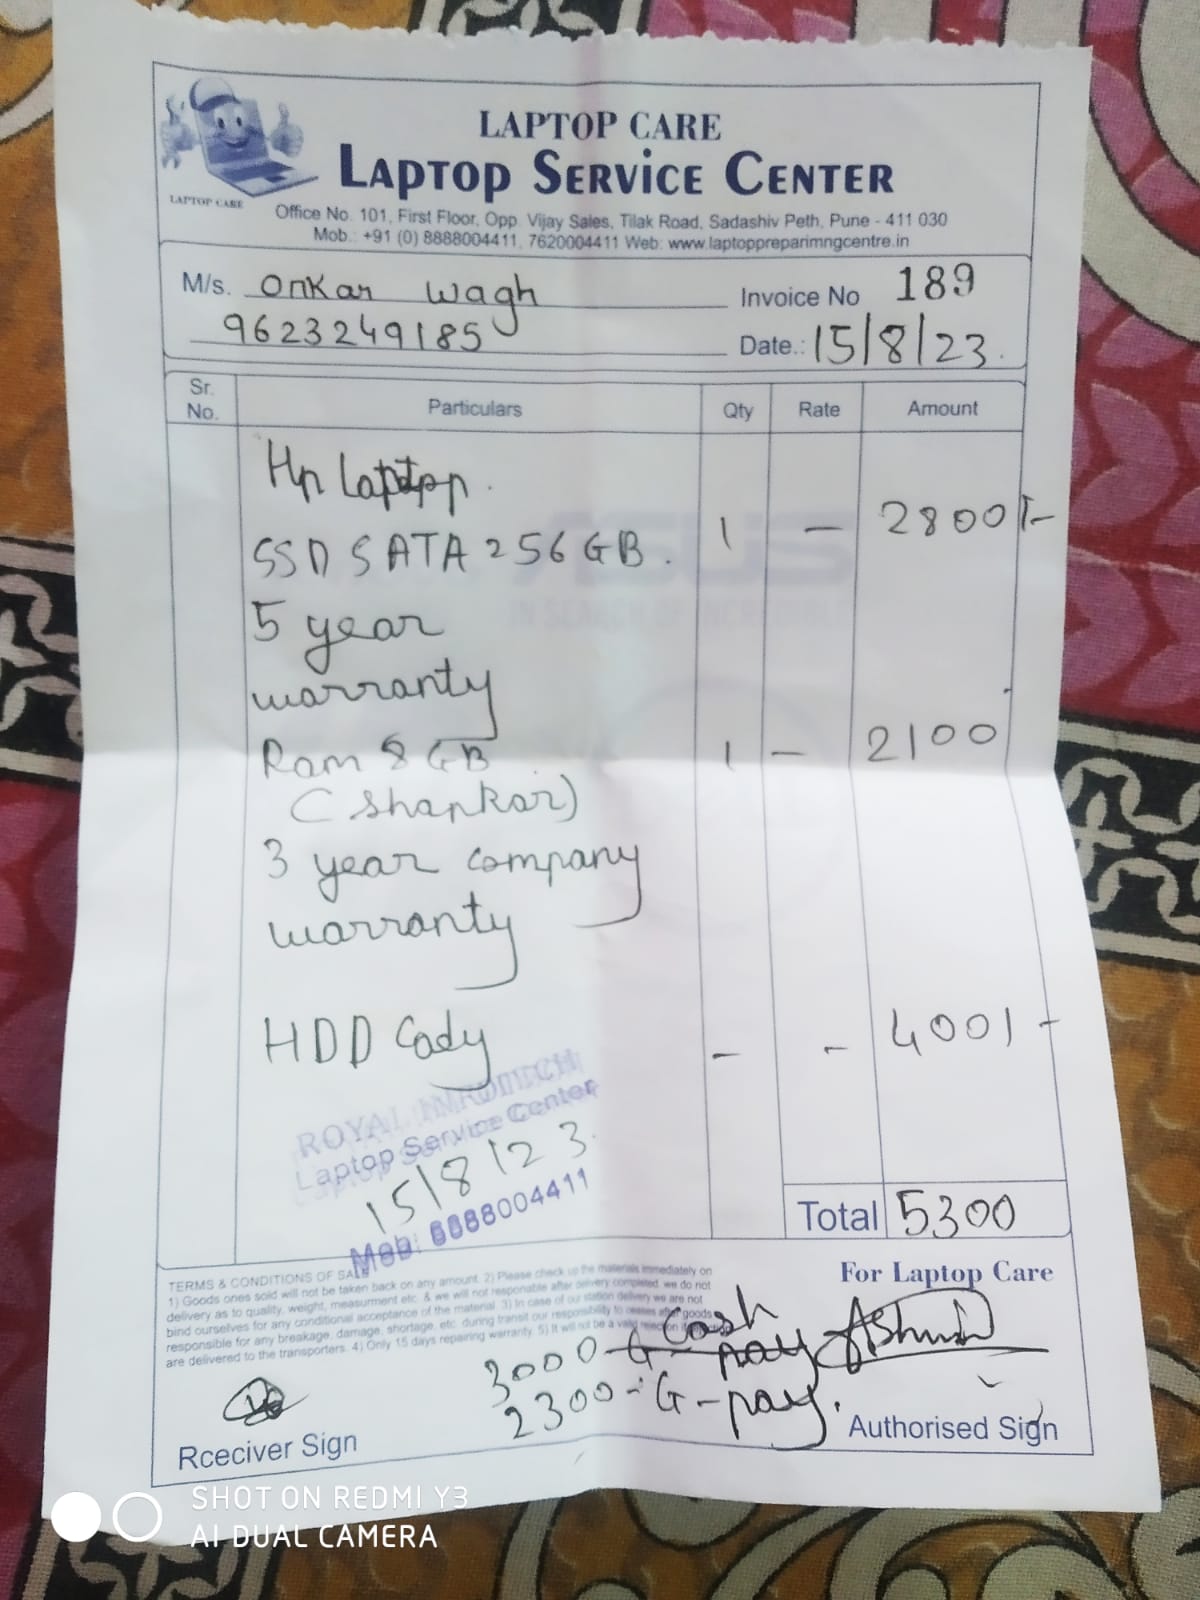 LAPTOP CARE
LAPTOP CARE
LAPTOP SERVICE CENTER
Office No. 101, First Floor, Opp. Vijay Sales, Tilak Road, Sadashiv Peth, Pune - 411 030
Mob.: +91 (0) 8888004411, 7620004411 Web: www.laptoppreparimngcentre.in
M/s. Onkar Wagh
9623249185
Invoice No 189
Date.: 15/8/23.
Sr. No. Particulars Qty Rate Amount
Hp Laptop.
SSD SATA 256 GB. 1 – 2800/-
5 year
warranty
Ram 8 GB 1 – 2100
(Shapkar)
3 year company
warranty
HDD Cady – – 400/-
ROYAL
Laptop Service Center
15/8/23.
Mob: 8888004411
Total 5300
TERMS & CONDITIONS OF SALE
1) Goods ones sold will not be taken back on any amount. 2) Please check up the materials immediately on
delivery as to quality, weight, measurment etc. & we will not responsible after delivery completed. we do not
bind ourselves for any conditional acceptance of the material. 3) In case of our station delivery we are not
responsible for any breakage, damage, shortage, etc. during transit our responsibility to ceases after goods
are delivered to the transporters. 4) Only 15 days repairing warranty. 5) It will not be a valid
For Laptop Care
3000 - Cash
2300 - G-pay.
Rceciver Sign
Authorised Sign
SHOT ON REDMI Y3
AI DUAL CAMERA